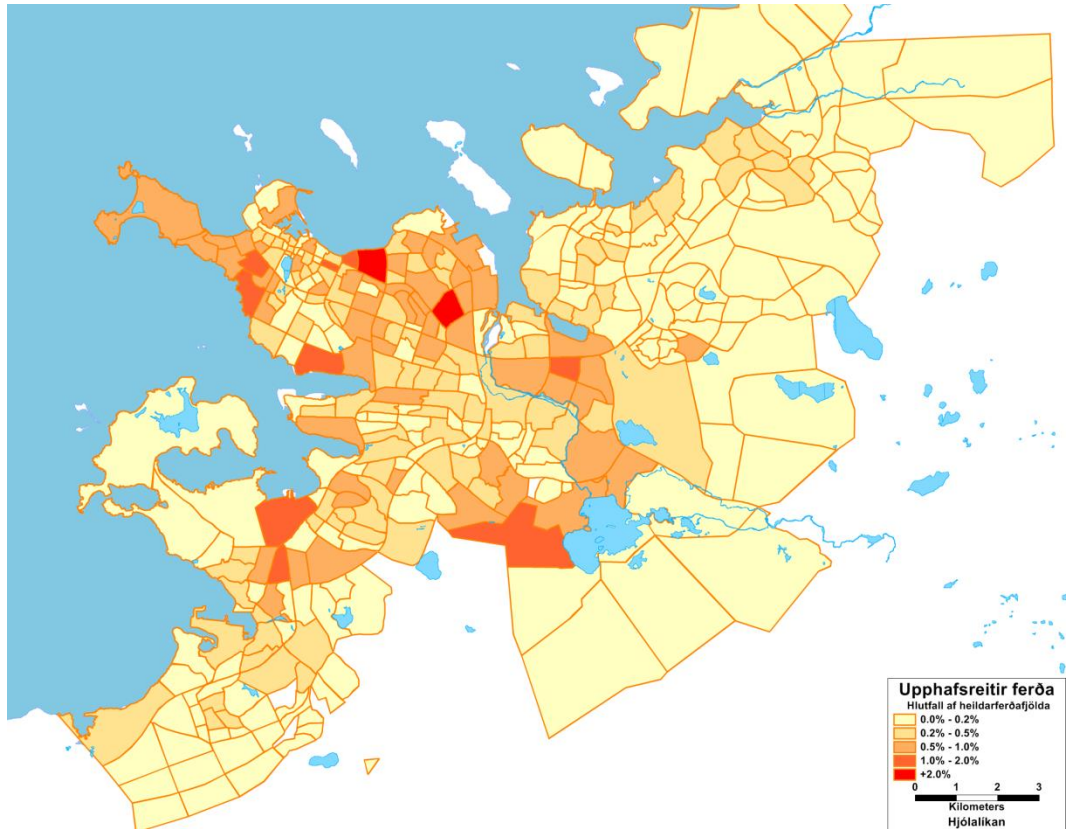 Upphafsreitir ferða
Hlutfall af heildarferðafjölda
0.0% - 0.2%
0.2% - 0.5%
0.5% - 1.0%
1.0% - 2.0%
+2.0%
0 1 2 3
Kilometers
Hjólalíkan